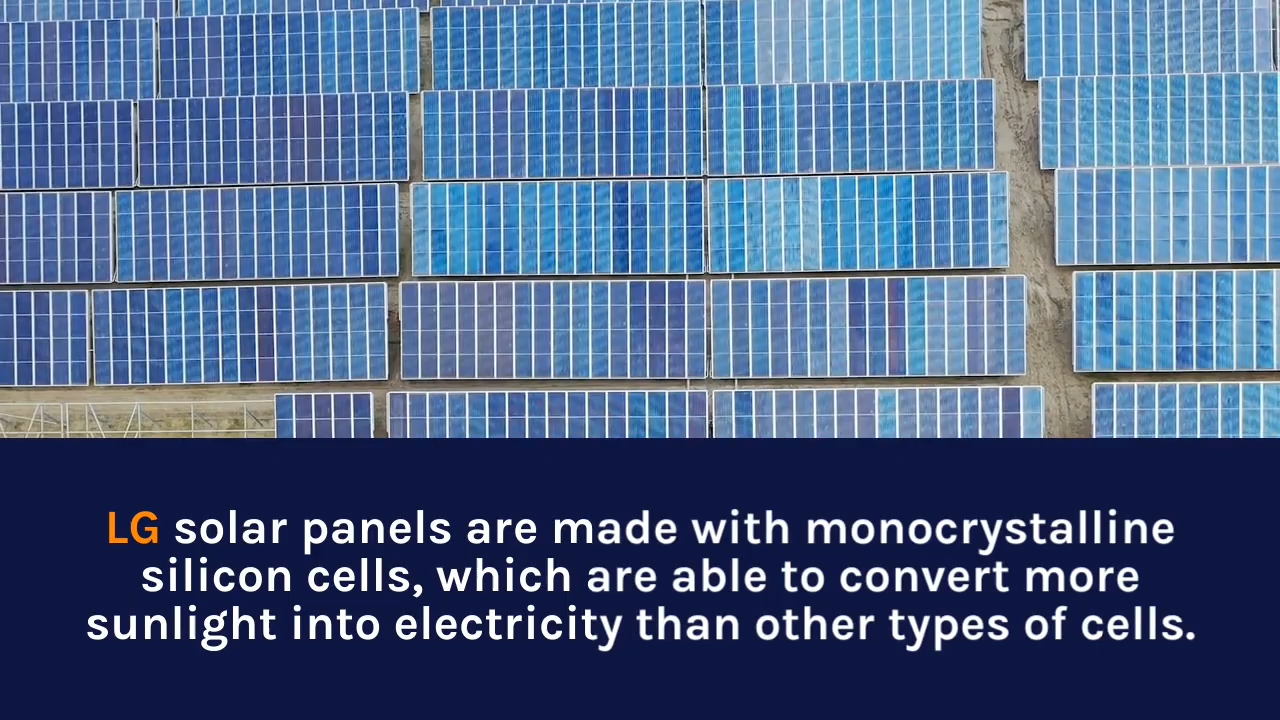 LG solar panels are made with monocrystalline
silicon cells, which are able to convert more
sunlight into electricity than other types of cells.